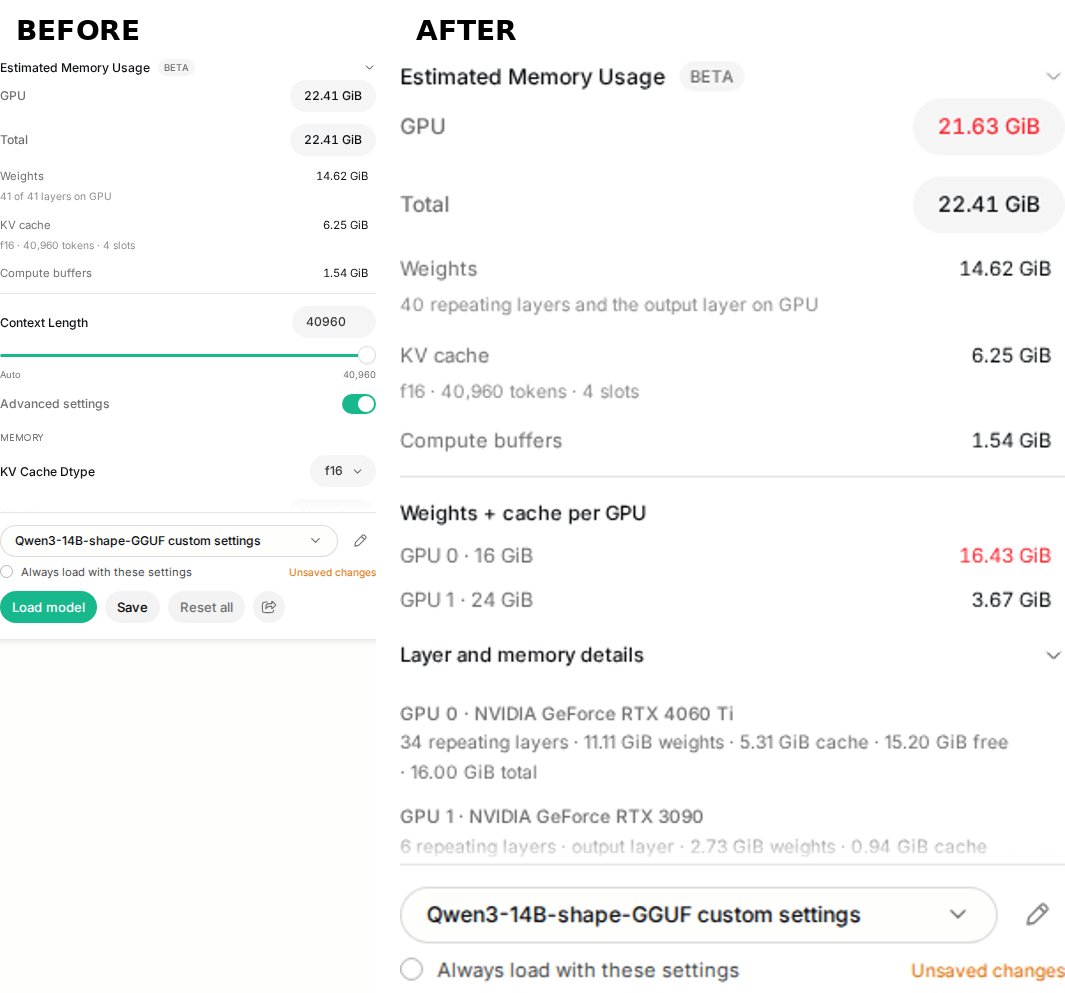 BEFORE
Estimated Memory Usage BETA
GPU 22.41 GiB
Total 22.41 GiB
Weights 14.62 GiB
41 of 41 layers on GPU
KV cache 6.25 GiB
f16 · 40,960 tokens · 4 slots
Compute buffers 1.54 GiB
Context Length 40960
Auto 40,960
Advanced settings
MEMORY
KV Cache Dtype f16
Qwen3-14B-shape-GGUF custom settings
Always load with these settings Unsaved changes
Load model Save Reset all
AFTER
Estimated Memory Usage BETA
GPU 21.63 GiB
Total 22.41 GiB
Weights 14.62 GiB
40 repeating layers and the output layer on GPU
KV cache 6.25 GiB
f16 · 40,960 tokens · 4 slots
Compute buffers 1.54 GiB
Weights + cache per GPU
GPU 0 · 16 GiB 16.43 GiB
GPU 1 · 24 GiB 3.67 GiB
Layer and memory details
GPU 0 · NVIDIA GeForce RTX 4060 Ti
34 repeating layers · 11.11 GiB weights · 5.31 GiB cache · 15.20 GiB free
· 16.00 GiB total
GPU 1 · NVIDIA GeForce RTX 3090
6 repeating layers · output layer · 2.73 GiB weights · 0.94 GiB cache
Qwen3-14B-shape-GGUF custom settings
Always load with these settings Unsaved changes